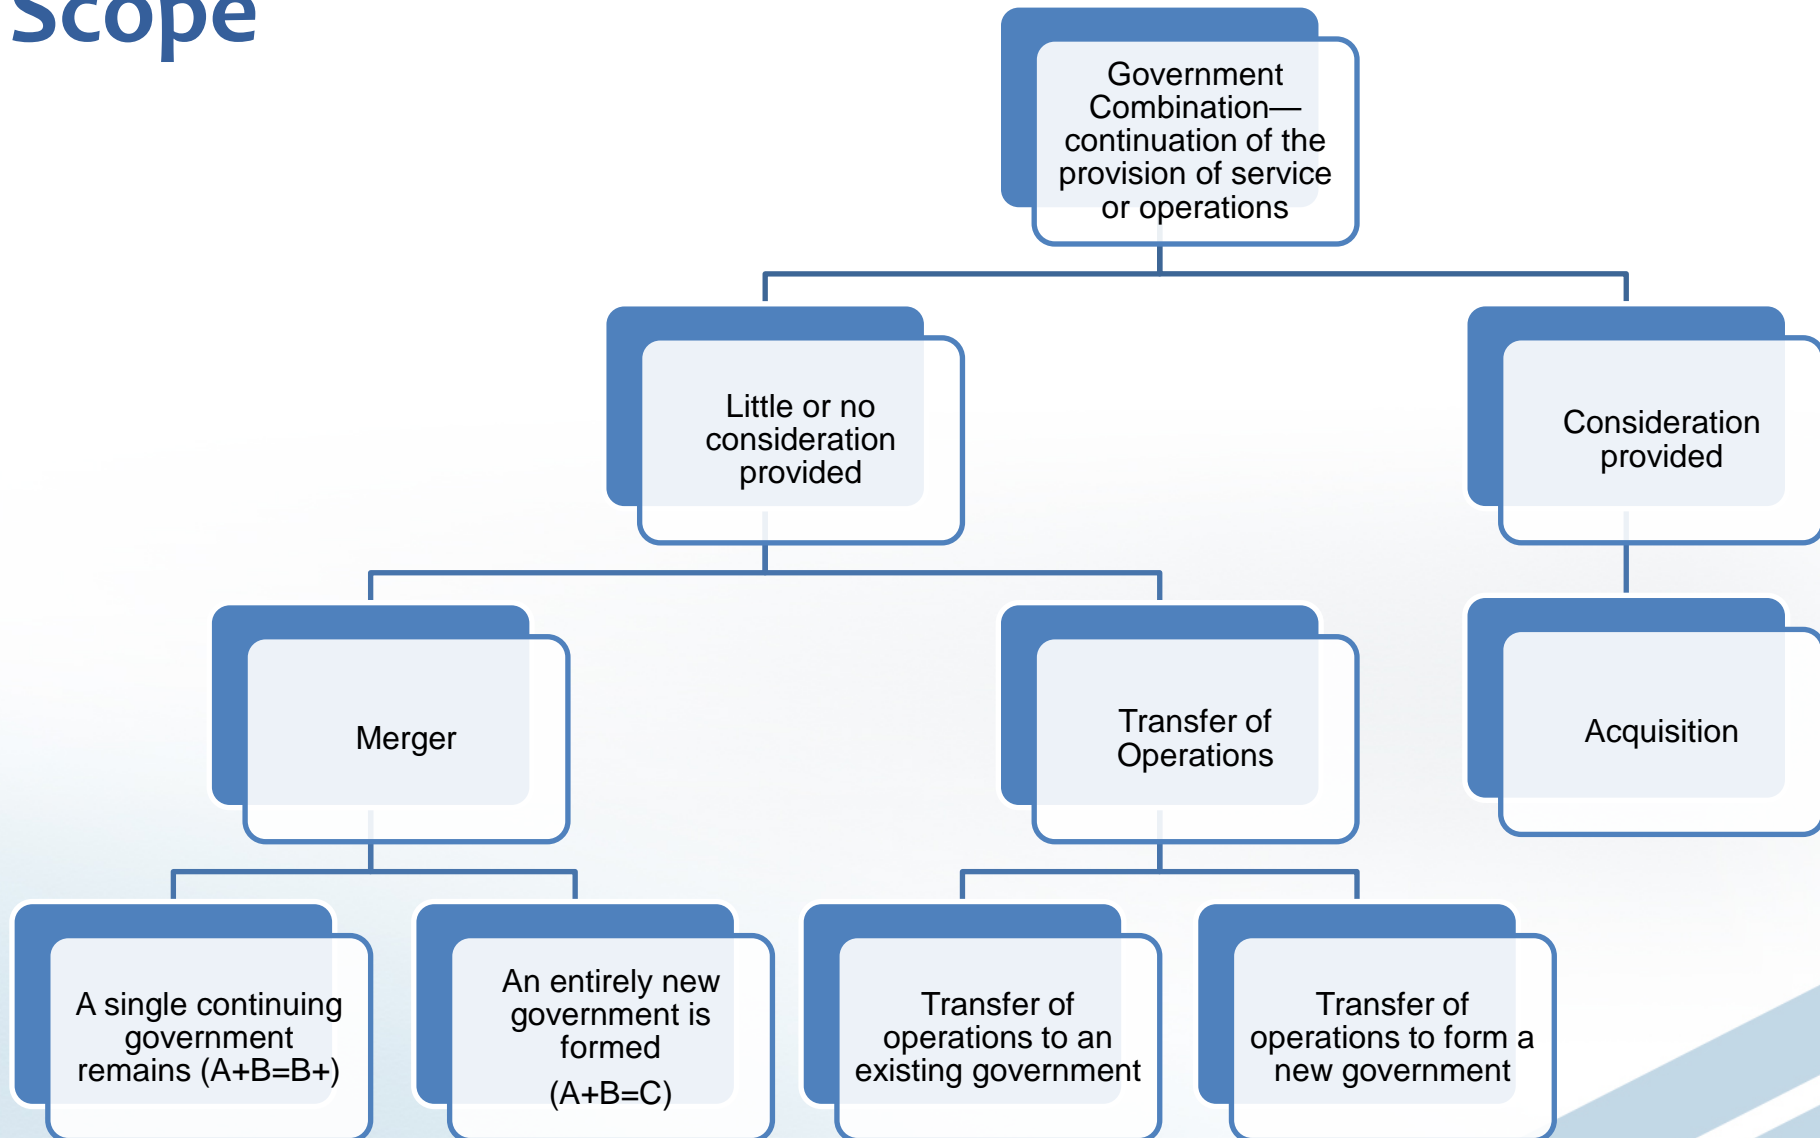 Scope
Government
Combination—
continuation of the
provision of service
or operations
Little or no
consideration
provided
Consideration
provided
Merger
Transfer of
Operations
Acquisition
A single continuing
government
remains (A+B=B+)
An entirely new
government is
formed
(A+B=C)
Transfer of
operations to an
existing government
Transfer of
operations to form a
new government